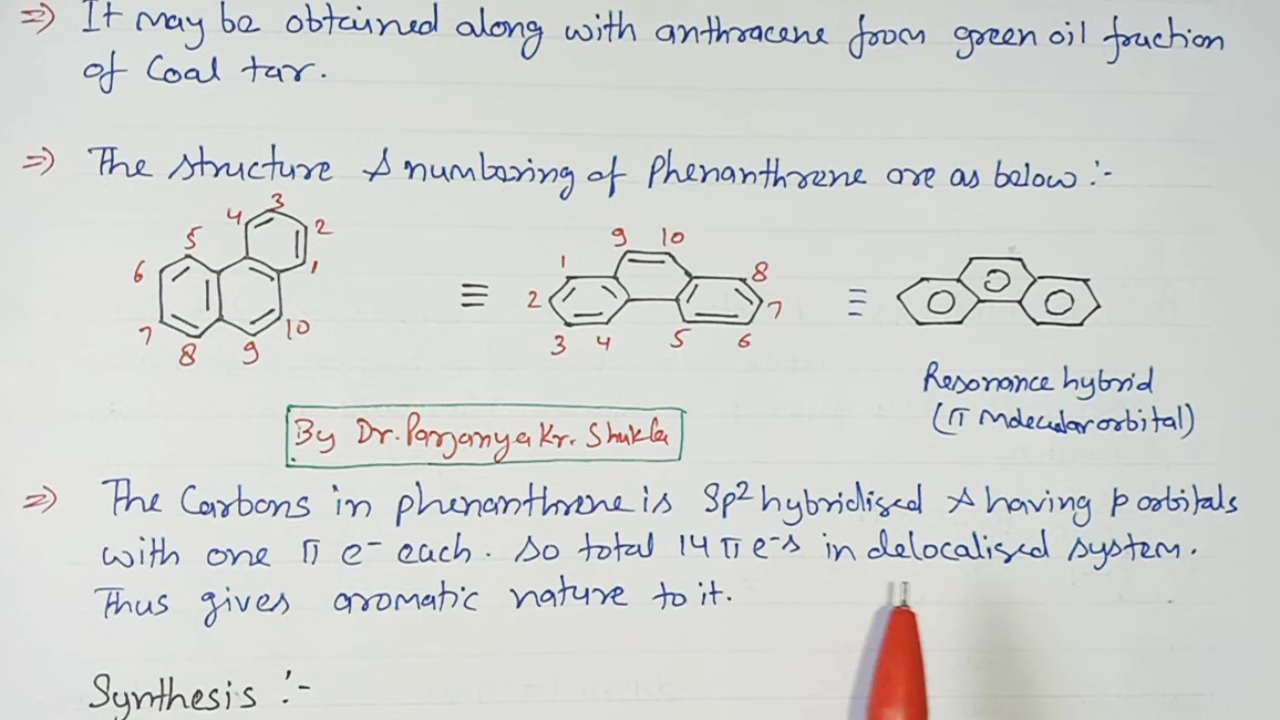 ⇒ It may be obtained along with anthracene from green oil fraction
of Coal tar.
⇒ The structure & numbering of Phenanthrene are as below :-
4 3 2 1 5 6 7 8 9 10
≡
9 10 1 8 2 7 3 4 5 6
≡
Resonance hybrid
(π Molecular orbital)
By Dr. Parjanya Kr. Shukla
⇒ The Carbons in phenanthrene is Sp² hybridised & having p orbitals
with one π e⁻ each. So total 14 π e⁻s in delocalised system.
Thus gives aromatic nature to it.
Synthesis :-